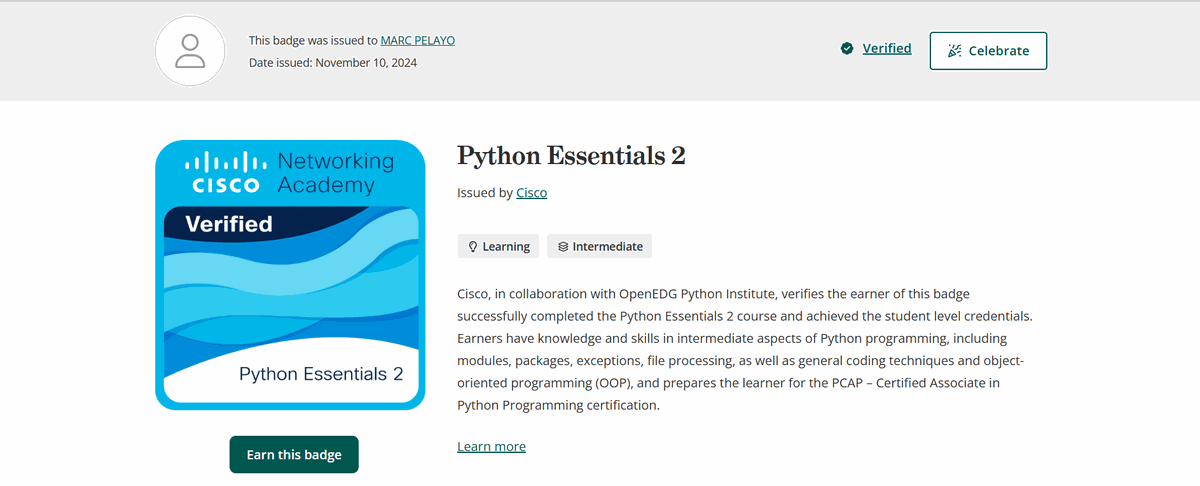 This badge was issued to MARC PELAYO
Date issued: November 10, 2024
Verified
Celebrate
CISCO
Networking
Academy
Verified
Python Essentials 2
Earn this badge
Python Essentials 2
Issued by Cisco
Learning
Intermediate
Cisco, in collaboration with OpenEDG Python Institute, verifies the earner of this badge
successfully completed the Python Essentials 2 course and achieved the student level credentials.
Earners have knowledge and skills in intermediate aspects of Python programming, including
modules, packages, exceptions, file processing, as well as general coding techniques and object-
oriented programming (OOP), and prepares the learner for the PCAP – Certified Associate in
Python Programming certification.
Learn more